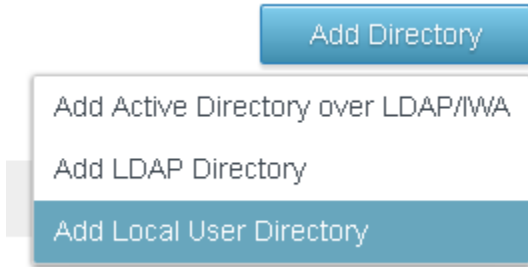 Add Directory
Add Active Directory over LDAP/IWA
Add LDAP Directory
Add Local User Directory